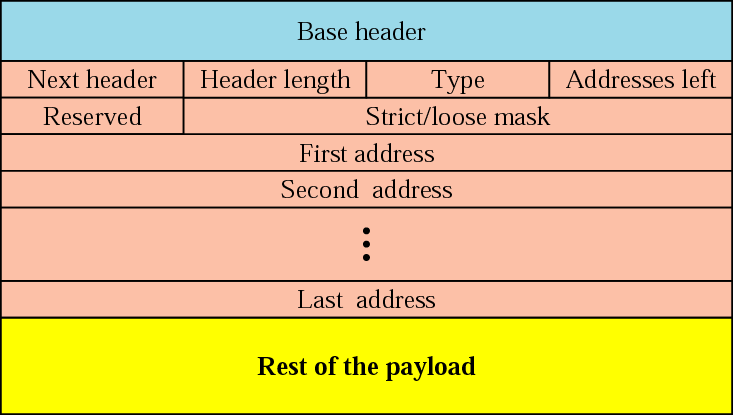 Base header
Next header Header length Type Addresses left
Reserved Strict/loose mask
First address
Second address
Last address
Rest of the payload